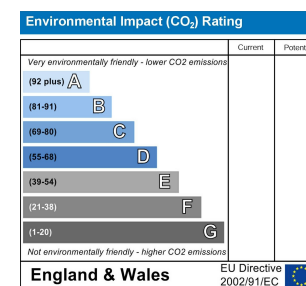 Environmental Impact (CO₂) Rating
Current Potent
Very environmentally friendly - lower CO2 emissions
(92 plus) A
(81-91) B
(69-80) C
(55-68) D
(39-54) E
(21-38) F
(1-20) G
Not environmentally friendly - higher CO2 emissions
England & Wales
EU Directive
2002/91/EC